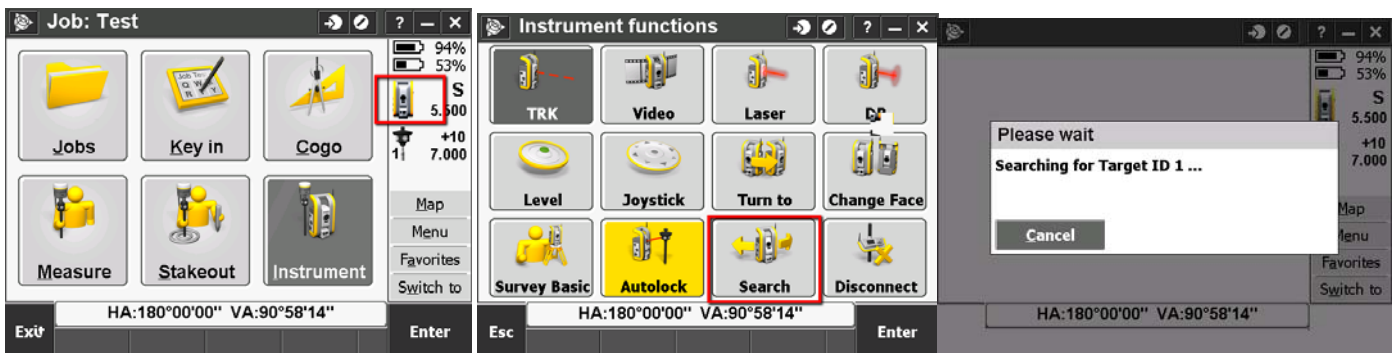 Job: Test
? — ×
94%
53%
S
5.500
+10
1 7.000
Jobs
Key in
Cogo
Map
Menu
Measure
Stakeout
Instrument
Favorites
Switch to
HA:180°00'00" VA:90°58'14"
Exit
Enter
Instrument functions
? — ×
TRK
Video
Laser
Level
Joystick
Turn to
Change Face
Survey Basic
Autolock
Search
Disconnect
HA:180°00'00" VA:90°58'14"
Esc
Enter
? — ×
94%
53%
S
5.500
+10
7.000
Please wait
Searching for Target ID 1 ...
Cancel
Map
Menu
Favorites
Switch to
HA:180°00'00" VA:90°58'14"